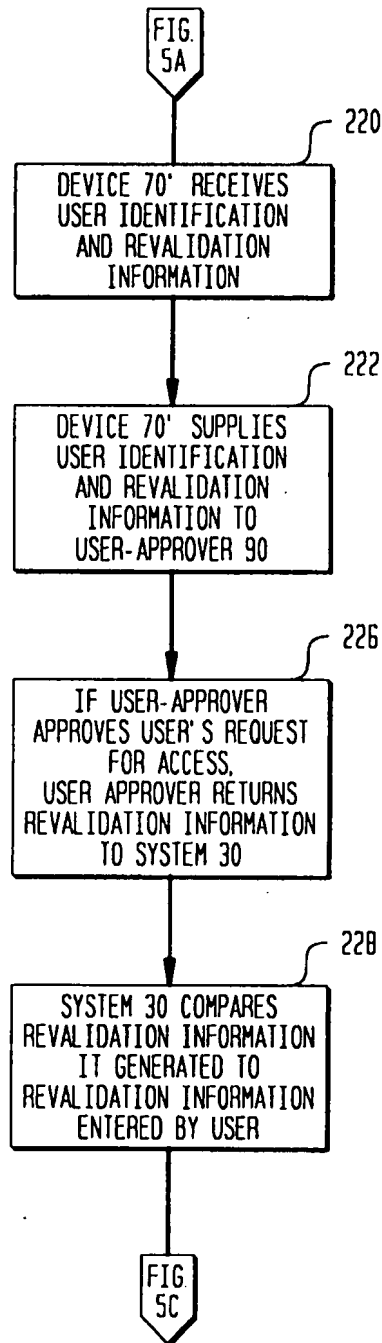 FIG.
5A
220
DEVICE 70' RECEIVES
USER IDENTIFICATION
AND REVALIDATION
INFORMATION
222
DEVICE 70' SUPPLIES
USER IDENTIFICATION
AND REVALIDATION
INFORMATION TO
USER-APPROVER 90
226
IF USER-APPROVER
APPROVES USER'S REQUEST
FOR ACCESS,
USER APPROVER RETURNS
REVALIDATION INFORMATION
TO SYSTEM 30
228
SYSTEM 30 COMPARES
REVALIDATION INFORMATION
IT GENERATED TO
REVALIDATION INFORMATION
ENTERED BY USER
FIG.
5C